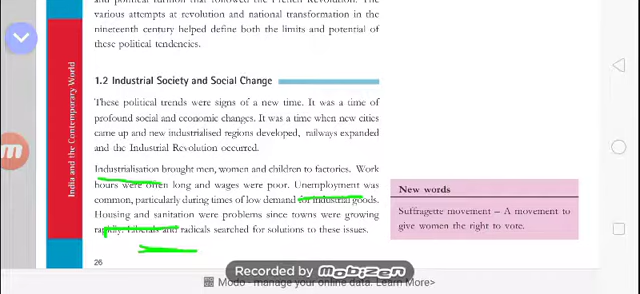 and political turmoil that followed the French Revolution. The
various attempts at revolution and national transformation in the
nineteenth century helped define both the limits and potential of
these political tendencies.
1.2 Industrial Society and Social Change
These political trends were signs of a new time. It was a time of
profound social and economic changes. It was a time when new cities
came up and new industrialised regions developed, railways expanded
and the Industrial Revolution occurred.
Industrialisation brought men, women and children to factories. Work
hours were often long and wages were poor. Unemployment was
common, particularly during times of low demand for industrial goods.
Housing and sanitation were problems since towns were growing
rapidly. Liberals and radicals searched for solutions to these issues.
India and the Contemporary World
New words
Suffragette movement – A movement to
give women the right to vote.
26
Recorded by MOBIZEN
Modo - manage your online data. Learn More>
M